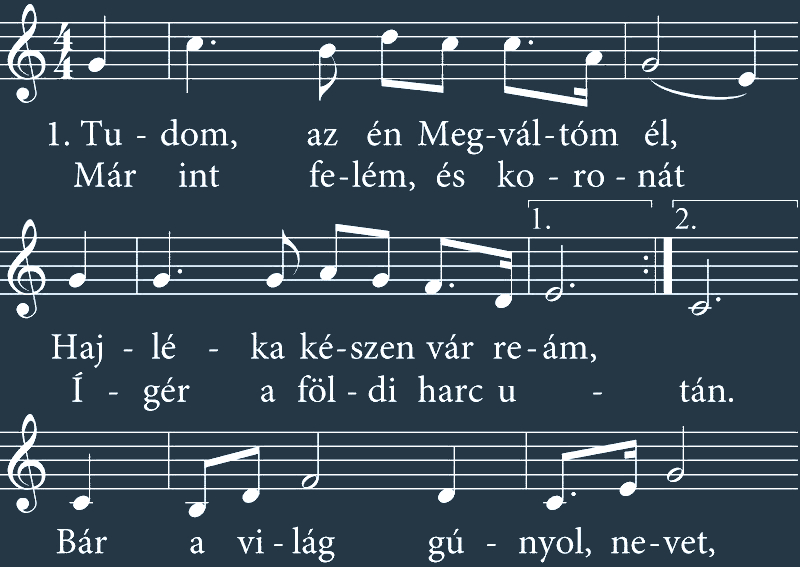 4
4
1. Tu - dom, az én Meg-vál-tóm él,
Már int fe-lém, és ko - ro - nát
1. 2.
Haj - lé - ka ké-szen vár re-ám,
Í - gér a föl - di harc u - tán.
Bár a vi - lág gú - nyol, ne-vet,